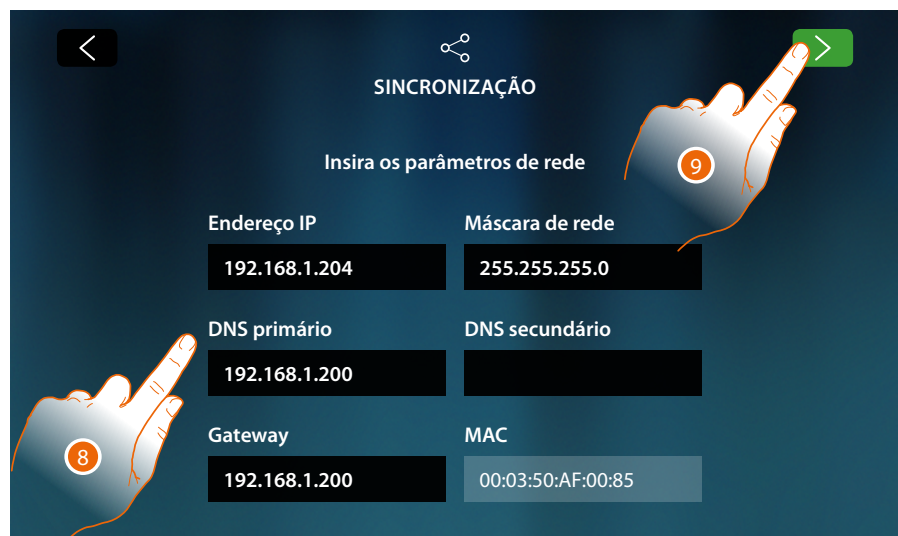 SINCRONIZAÇÃO
Insira os parâmetros de rede
9
Endereço IP
Máscara de rede
192.168.1.204
255.255.255.0
DNS primário
DNS secundário
192.168.1.200
Gateway
MAC
8
192.168.1.200
00:03:50:AF:00:85